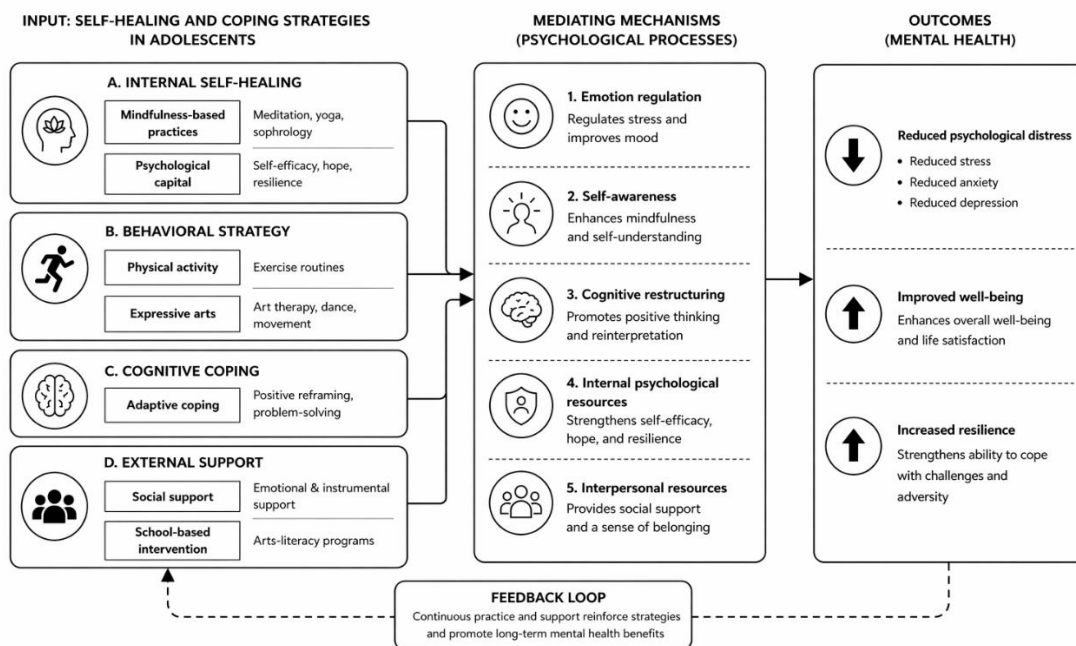 INPUT: SELF-HEALING AND COPING STRATEGIES
IN ADOLESCENTS
A. INTERNAL SELF-HEALING
Mindfulness-based
practices
Meditation, yoga,
sophrology
Psychological
capital
Self-efficacy, hope,
resilience
B. BEHAVIORAL STRATEGY
Physical activity
Exercise routines
Expressive arts
Art therapy, dance,
movement
C. COGNITIVE COPING
Adaptive coping
Positive reframing,
problem-solving
D. EXTERNAL SUPPORT
Social support
Emotional & instrumental
support
School-based
intervention
Arts-literacy programs
MEDIATING MECHANISMS
(PSYCHOLOGICAL PROCESSES)
1. Emotion regulation
Regulates stress and
improves mood
2. Self-awareness
Enhances mindfulness
and self-understanding
3. Cognitive restructuring
Promotes positive thinking
and reinterpretation
4. Internal psychological
resources
Strengthens self-efficacy,
hope, and resilience
5. Interpersonal resources
Provides social support
and a sense of belonging
OUTCOMES
(MENTAL HEALTH)
Reduced psychological distress
• Reduced stress
• Reduced anxiety
• Reduced depression
Improved well-being
Enhances overall well-being
and life satisfaction
Increased resilience
Strengthens ability to cope
with challenges and
adversity
FEEDBACK LOOP
Continuous practice and support reinforce strategies
and promote long-term mental health benefits